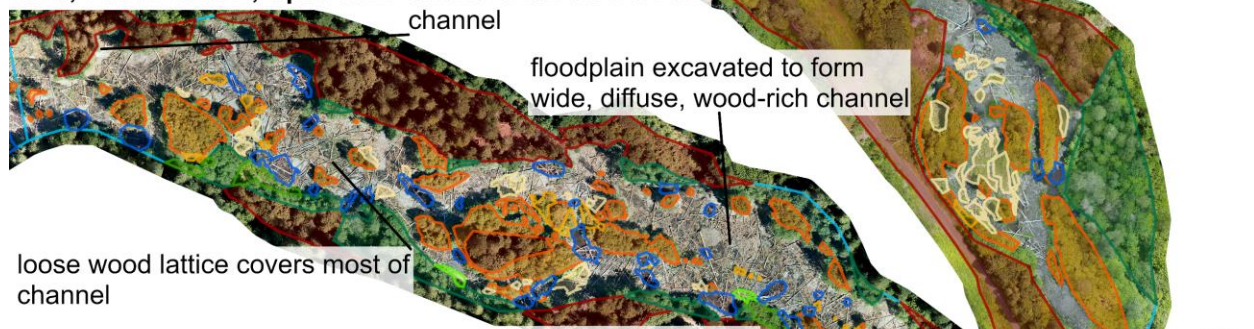 channel
floodplain excavated to form
wide, diffuse, wood-rich channel
loose wood lattice covers most of
channel